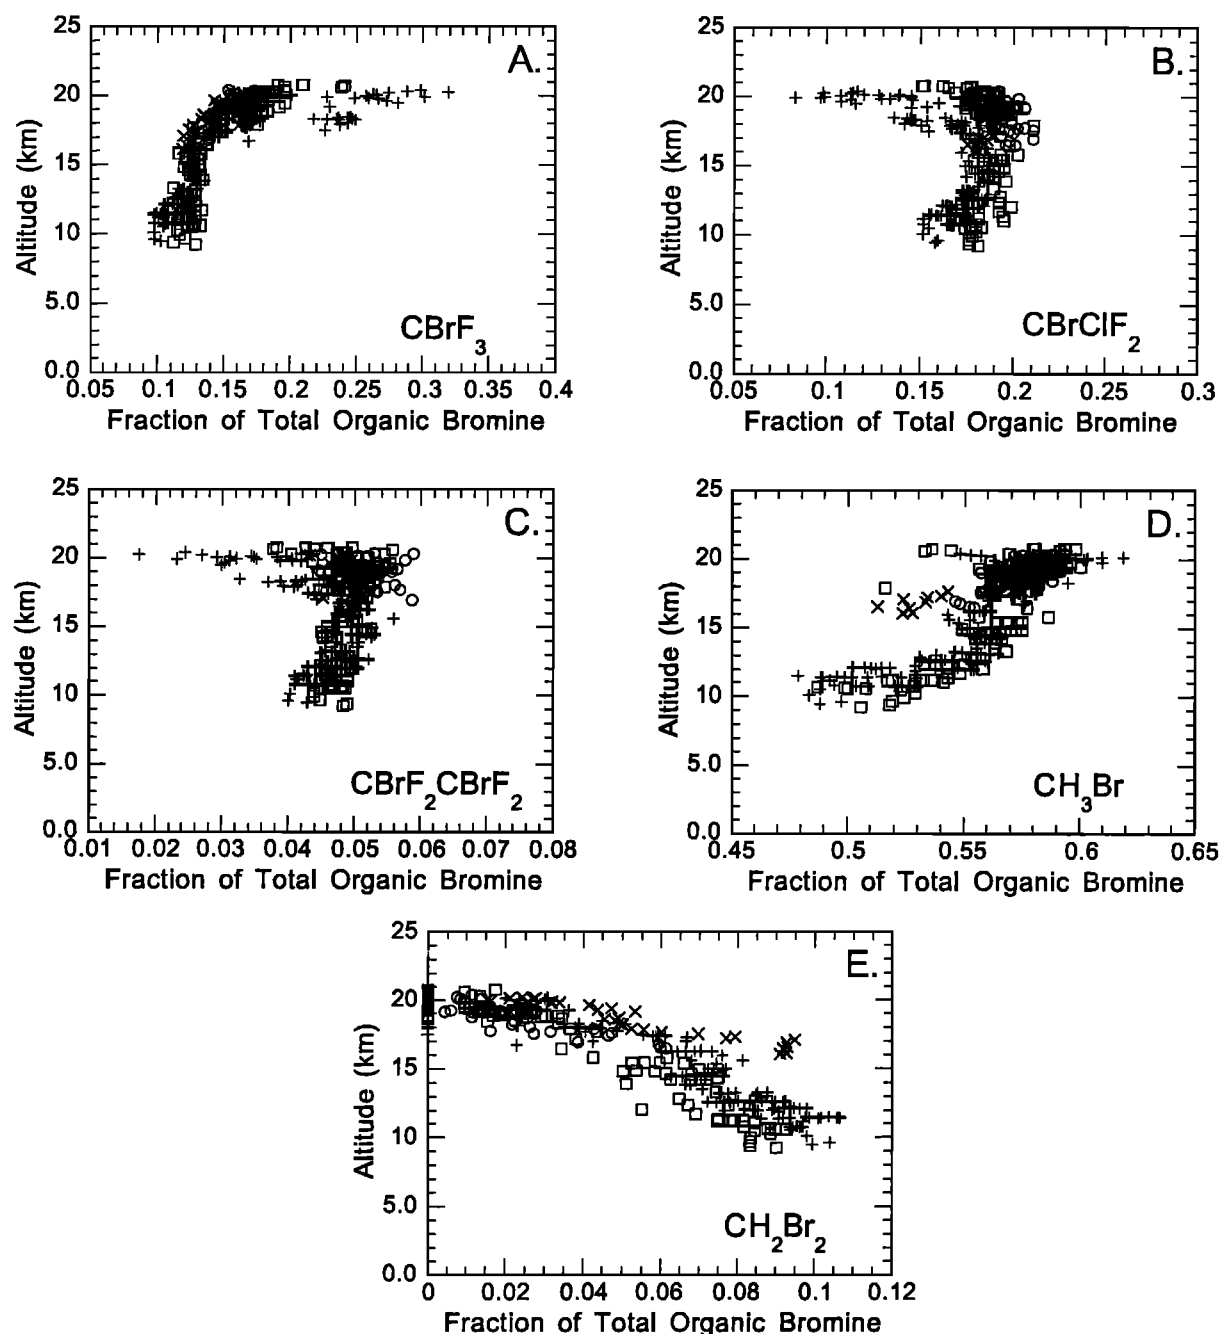 25
20
15
10
5.0
0.0
Altitude (km)
A.
CBrF3
0.05 0.1 0.15 0.2 0.25 0.3 0.35 0.4
Fraction of Total Organic Bromine
25
20
15
10
5.0
0.0
Altitude (km)
B.
CBrClF2
0.05 0.1 0.15 0.2 0.25 0.3
Fraction of Total Organic Bromine
25
20
15
10
5.0
0.0
Altitude (km)
C.
CBrF2CBrF2
0.01 0.02 0.03 0.04 0.05 0.06 0.07 0.08
Fraction of Total Organic Bromine
25
20
15
10
5.0
0.0
Altitude (km)
D.
CH3Br
0.45 0.5 0.55 0.6 0.65
Fraction of Total Organic Bromine
25
20
15
10
5.0
0.0
Altitude (km)
E.
CH2Br2
0 0.02 0.04 0.06 0.08 0.1 0.12
Fraction of Total Organic Bromine